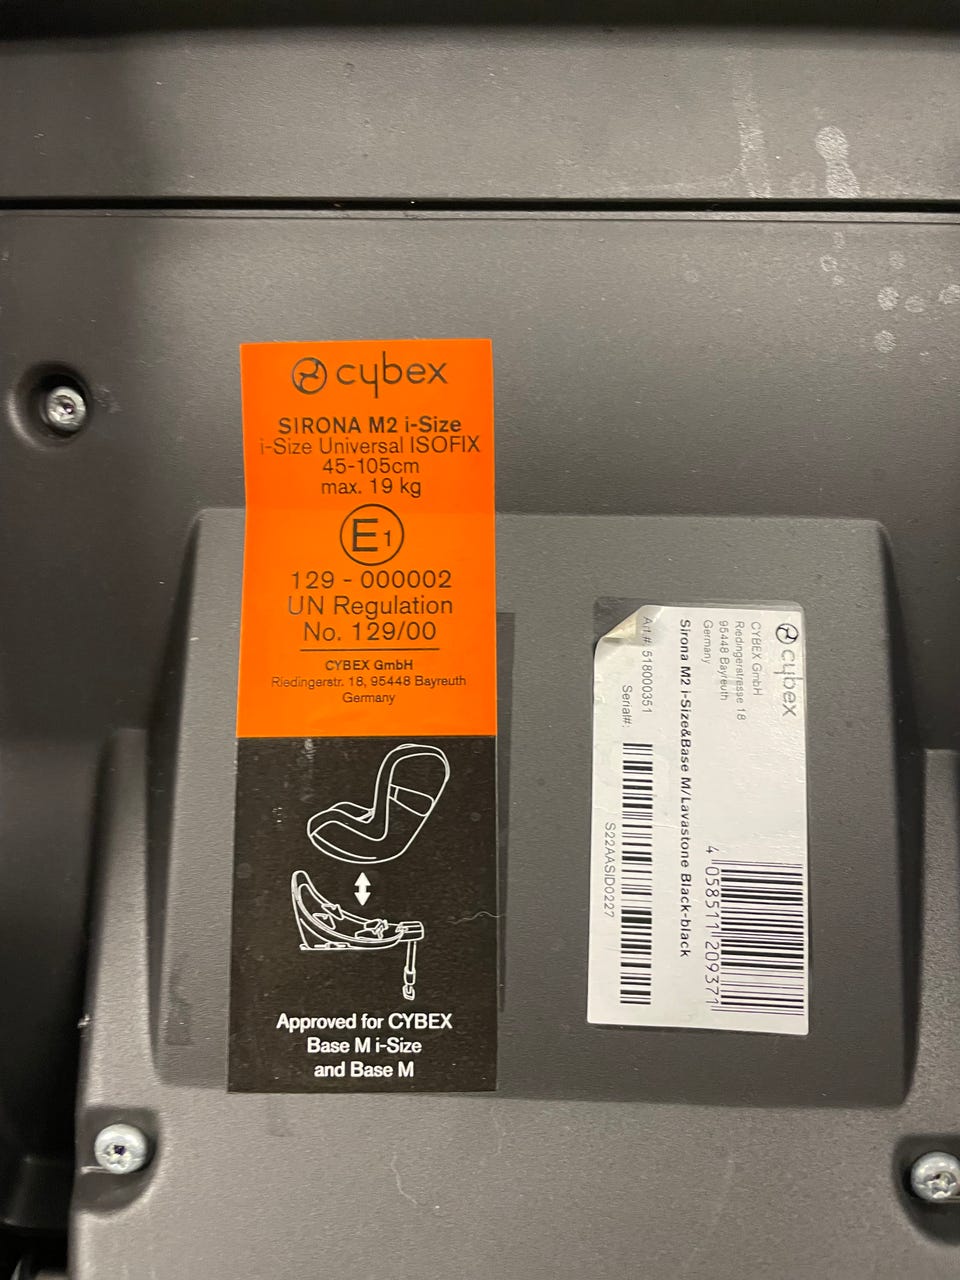 cybex
SIRONA M2 i-Size
i-Size Universal ISOFIX
45-105cm
max. 19 kg
E1
129 - 000002
UN Regulation
No. 129/00
CYBEX GmbH
Riedingerstr. 18, 95448 Bayreuth
Germany
Approved for CYBEX
Base M i-Size
and Base M
cybex
CYBEX GmbH
Riedingerstrasse 18
95448 Bayreuth
Germany
4 058511 209371
Sirona M2 i-Size&Base M/Lavastone Black-black
Art.#: 518000351
Serial#:
S22AASID0227